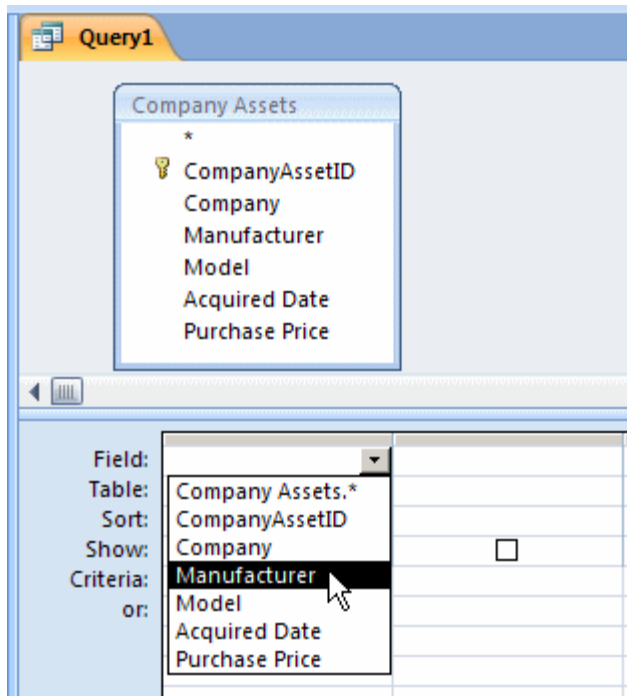 Query1
Company Assets
*
CompanyAssetID
Company
Manufacturer
Model
Acquired Date
Purchase Price
Field:
Table:
Sort:
Show:
Criteria:
or:
Company Assets.*
CompanyAssetID
Company
Manufacturer
Model
Acquired Date
Purchase Price